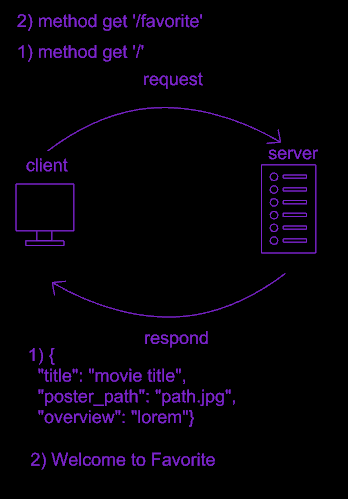 2) method get '/favorite'
1) method get '/'
request
client
server
respond
1) {
"title": "movie title",
"poster_path": "path.jpg",
"overview": "lorem"}
2) Welcome to Favorite